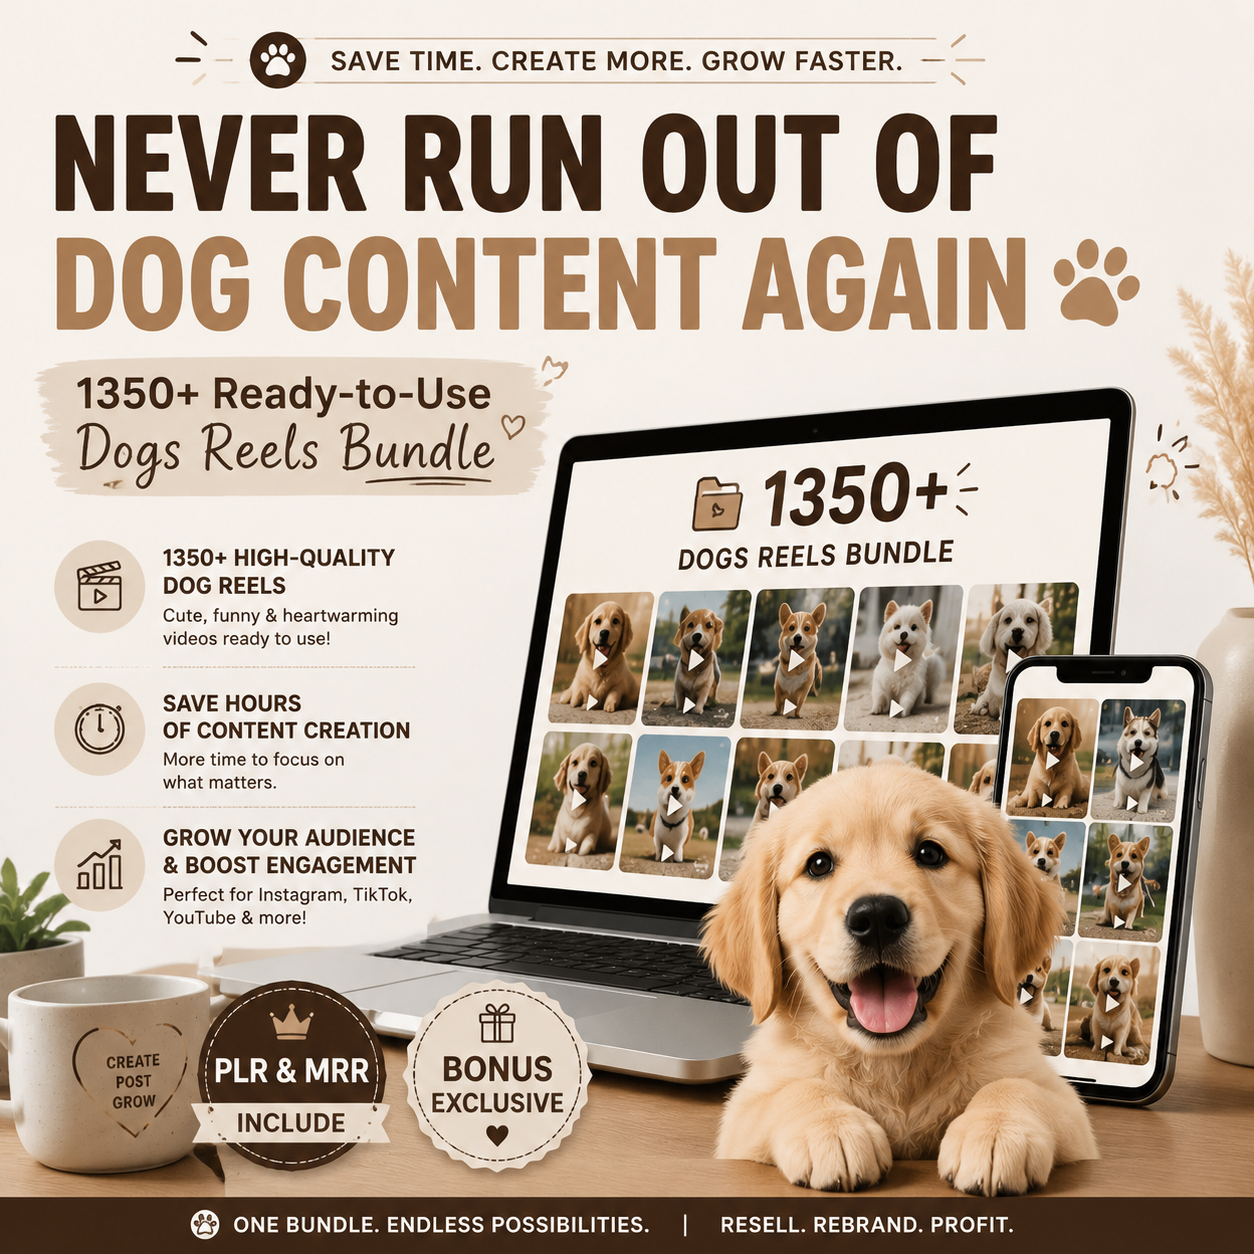 SAVE TIME. CREATE MORE. GROW FASTER.
NEVER RUN OUT OF
DOG CONTENT AGAIN
1350+ Ready-to-Use
Dogs Reels Bundle
1350+ HIGH-QUALITY
DOG REELS
Cute, funny & heartwarming
videos ready to use!
SAVE HOURS
OF CONTENT CREATION
More time to focus on
what matters.
GROW YOUR AUDIENCE
& BOOST ENGAGEMENT
Perfect for Instagram, TikTok,
YouTube & more!
1350+
DOGS REELS BUNDLE
CREATE
POST
GROW
PLR & MRR
INCLUDE
BONUS
EXCLUSIVE
ONE BUNDLE. ENDLESS POSSIBILITIES. | RESELL. REBRAND. PROFIT.